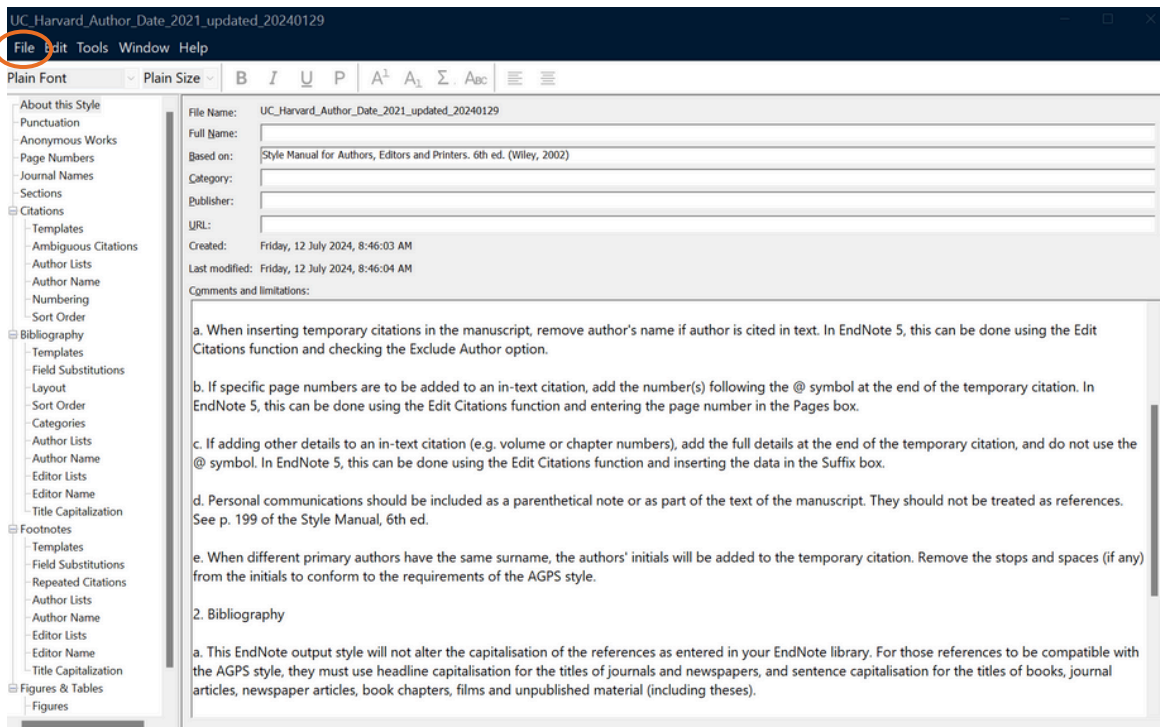 UC_Harvard_Author_Date_2021_updated_20240129
File Edit Tools Window Help
Plain Font Plain Size B I U P A¹ A₁ Σ ABC
About this Style
Punctuation
Anonymous Works
Page Numbers
Journal Names
Sections
Citations
Templates
Ambiguous Citations
Author Lists
Author Name
Numbering
Sort Order
Bibliography
Templates
Field Substitutions
Layout
Sort Order
Categories
Author Lists
Author Name
Editor Lists
Editor Name
Title Capitalization
Footnotes
Templates
Field Substitutions
Repeated Citations
Author Lists
Author Name
Editor Lists
Editor Name
Title Capitalization
Figures & Tables
Figures
File Name: UC_Harvard_Author_Date_2021_updated_20240129
Full Name:
Based on: Style Manual for Authors, Editors and Printers. 6th ed. (Wiley, 2002)
Category:
Publisher:
URL:
Created: Friday, 12 July 2024, 8:46:03 AM
Last modified: Friday, 12 July 2024, 8:46:04 AM
Comments and limitations:
a. When inserting temporary citations in the manuscript, remove author's name if author is cited in text. In EndNote 5, this can be done using the Edit
Citations function and checking the Exclude Author option.
b. If specific page numbers are to be added to an in-text citation, add the number(s) following the @ symbol at the end of the temporary citation. In
EndNote 5, this can be done using the Edit Citations function and entering the page number in the Pages box.
c. If adding other details to an in-text citation (e.g. volume or chapter numbers), add the full details at the end of the temporary citation, and do not use the
@ symbol. In EndNote 5, this can be done using the Edit Citations function and inserting the data in the Suffix box.
d. Personal communications should be included as a parenthetical note or as part of the text of the manuscript. They should not be treated as references.
See p. 199 of the Style Manual, 6th ed.
e. When different primary authors have the same surname, the authors' initials will be added to the temporary citation. Remove the stops and spaces (if any)
from the initials to conform to the requirements of the AGPS style.
2. Bibliography
a. This EndNote output style will not alter the capitalisation of the references as entered in your EndNote library. For those references to be compatible with
the AGPS style, they must use headline capitalisation for the titles of journals and newspapers, and sentence capitalisation for the titles of books, journal
articles, newspaper articles, book chapters, films and unpublished material (including theses).